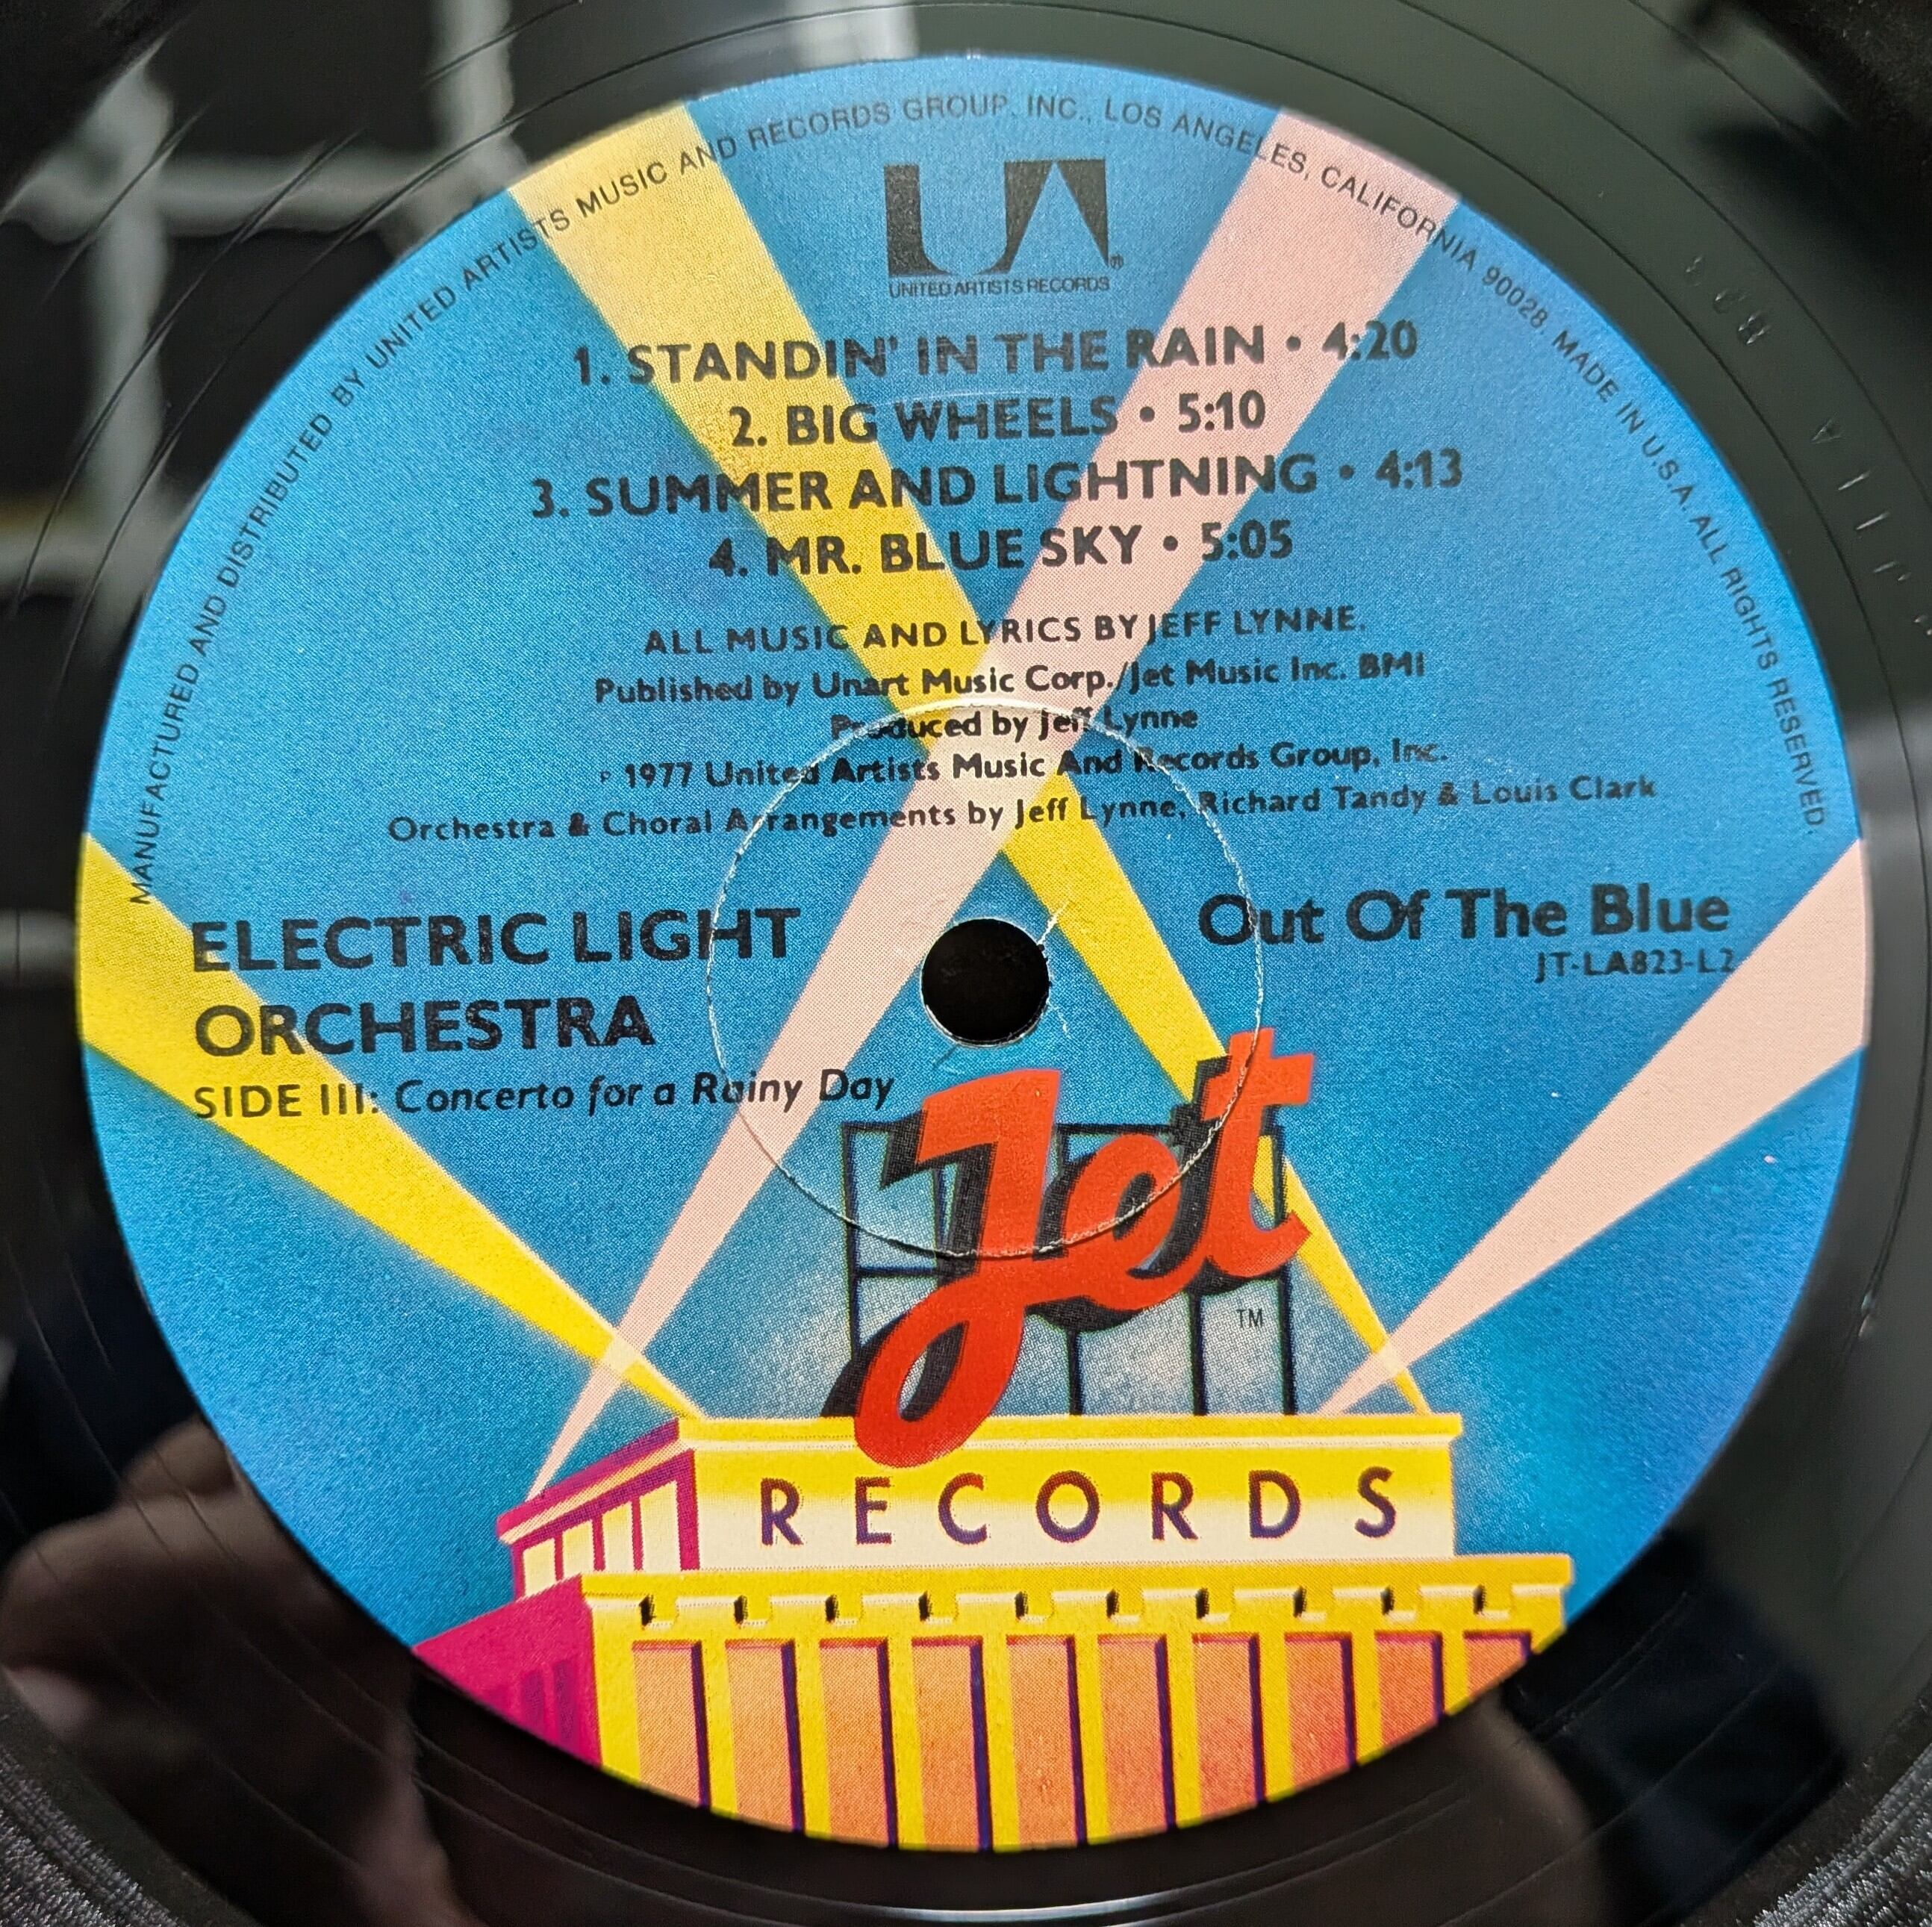 MANUFACTURED AND DISTRIBUTED BY UNITED ARTISTS MUSIC AND RECORDS GROUP, INC., LOS ANGELES, CALIFORNIA 90028. MADE IN U.S.A. ALL RIGHTS RESERVED.
UA®
UNITED ARTISTS RECORDS
1. STANDIN' IN THE RAIN • 4:20
2. BIG WHEELS • 5:10
3. SUMMER AND LIGHTNING • 4:13
4. MR. BLUE SKY • 5:05
ALL MUSIC AND LYRICS BY JEFF LYNNE.
Published by Unart Music Corp./Jet Music Inc. BMI
Produced by Jeff Lynne
℗ 1977 United Artists Music And Records Group, Inc.
Orchestra & Choral Arrangements by Jeff Lynne, Richard Tandy & Louis Clark
ELECTRIC LIGHT
ORCHESTRA
SIDE III: Concerto for a Rainy Day
Out Of The Blue
JT-LA823-L2
Jet
TM
RECORDS